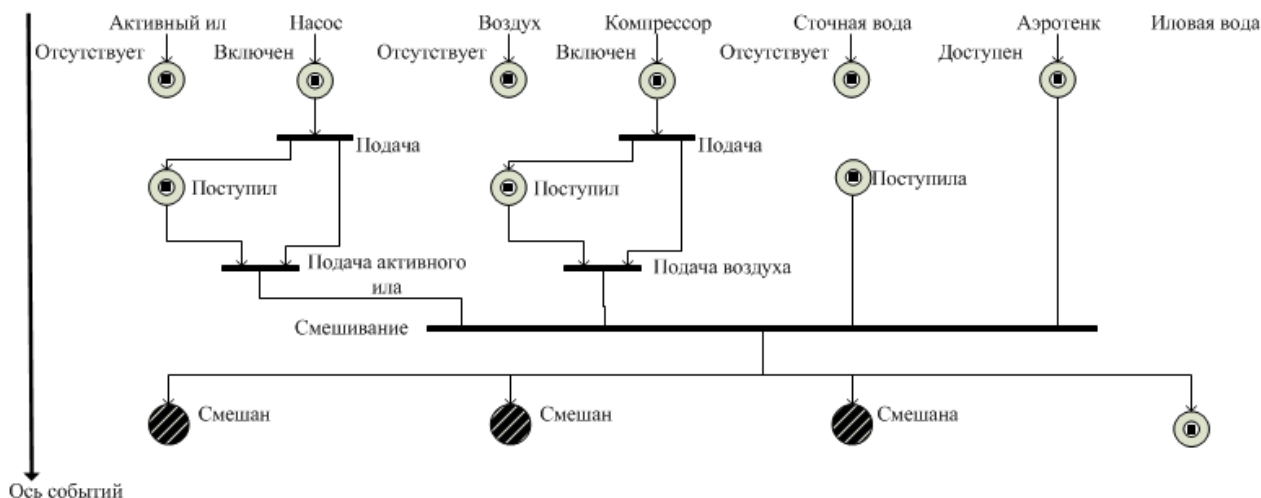 Активный ил Насос Воздух Компрессор Сточная вода Аэротенк Иловая вода
Отсутствует Включен Отсутствует Включен Отсутствует Доступен
Подача Подача
Поступил Поступил Поступила
Подача активного
ила
Подача воздуха
Смешивание
Смешан Смешан Смешана
Ось событий